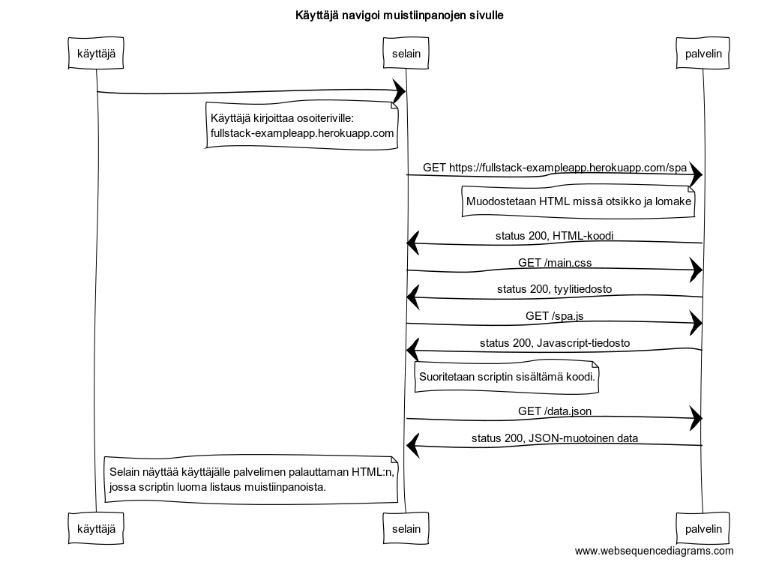 Käyttäjä navigoi muistiinpanojen sivulle
käyttäjä
selain
palvelin
Käyttäjä kirjoittaa osoiteriville:
fullstack-exampleapp.herokuapp.com
GET https://fullstack-exampleapp.herokuapp.com/spa
Muodostetaan HTML missä otsikko ja lomake
status 200, HTML-koodi
GET /main.css
status 200, tyylitiedosto
GET /spa.js
status 200, Javascript-tiedosto
Suoritetaan scriptin sisältämä koodi.
GET /data.json
status 200, JSON-muotoinen data
Selain näyttää käyttäjälle palvelimen palauttaman HTML:n,
jossa scriptin luoma listaus muistiinpanoista.
käyttäjä
selain
palvelin
www.websequencediagrams.com